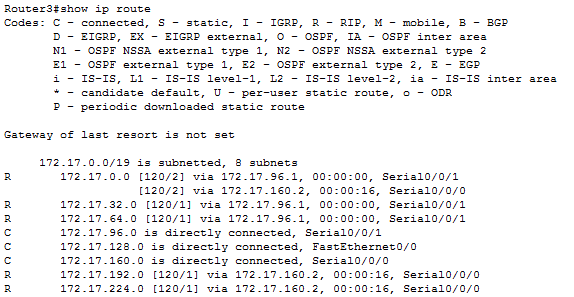 Router3#show ip route
Codes: C - connected, S - static, I - IGRP, R - RIP, M - mobile, B - BGP
       D - EIGRP, EX - EIGRP external, O - OSPF, IA - OSPF inter area
       N1 - OSPF NSSA external type 1, N2 - OSPF NSSA external type 2
       E1 - OSPF external type 1, E2 - OSPF external type 2, E - EGP
       i - IS-IS, L1 - IS-IS level-1, L2 - IS-IS level-2, ia - IS-IS inter area
       * - candidate default, U - per-user static route, o - ODR
       P - periodic downloaded static route

Gateway of last resort is not set

     172.17.0.0/19 is subnetted, 8 subnets
R       172.17.0.0 [120/2] via 172.17.96.1, 00:00:00, Serial0/0/1
                   [120/2] via 172.17.160.2, 00:00:16, Serial0/0/0
R       172.17.32.0 [120/1] via 172.17.96.1, 00:00:00, Serial0/0/1
R       172.17.64.0 [120/1] via 172.17.96.1, 00:00:00, Serial0/0/1
C       172.17.96.0 is directly connected, Serial0/0/1
C       172.17.128.0 is directly connected, FastEthernet0/0
C       172.17.160.0 is directly connected, Serial0/0/0
R       172.17.192.0 [120/1] via 172.17.160.2, 00:00:16, Serial0/0/0
R       172.17.224.0 [120/1] via 172.17.160.2, 00:00:16, Serial0/0/0